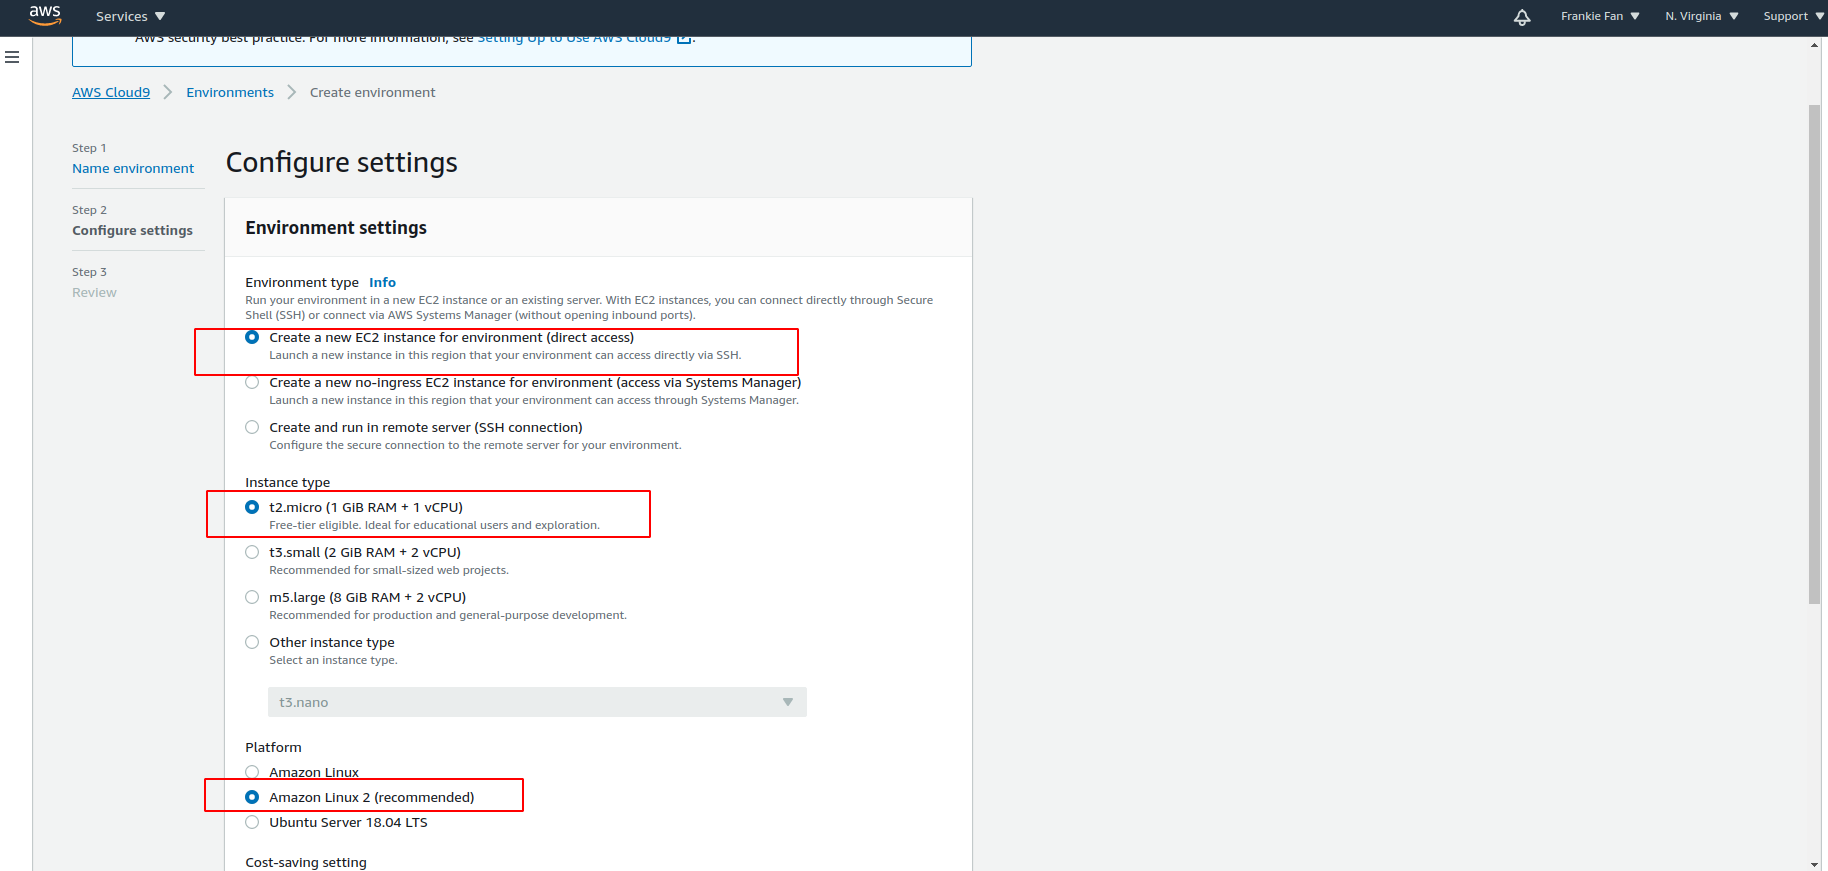 aws Services Frankie Fan N. Virginia Support
AWS security best practice. For more information, see Setting Up to Use AWS Cloud9 .
AWS Cloud9 Environments Create environment
Step 1
Name environment
Step 2
Configure settings
Step 3
Review
Configure settings
Environment settings
Environment type Info
Run your environment in a new EC2 instance or an existing server. With EC2 instances, you can connect directly through Secure
Shell (SSH) or connect via AWS Systems Manager (without opening inbound ports).
Create a new EC2 instance for environment (direct access)
Launch a new instance in this region that your environment can access directly via SSH.
Create a new no-ingress EC2 instance for environment (access via Systems Manager)
Launch a new instance in this region that your environment can access through Systems Manager.
Create and run in remote server (SSH connection)
Configure the secure connection to the remote server for your environment.
Instance type
t2.micro (1 GiB RAM + 1 vCPU)
Free-tier eligible. Ideal for educational users and exploration.
t3.small (2 GiB RAM + 2 vCPU)
Recommended for small-sized web projects.
m5.large (8 GiB RAM + 2 vCPU)
Recommended for production and general-purpose development.
Other instance type
Select an instance type.
t3.nano
Platform
Amazon Linux
Amazon Linux 2 (recommended)
Ubuntu Server 18.04 LTS
Cost-saving setting